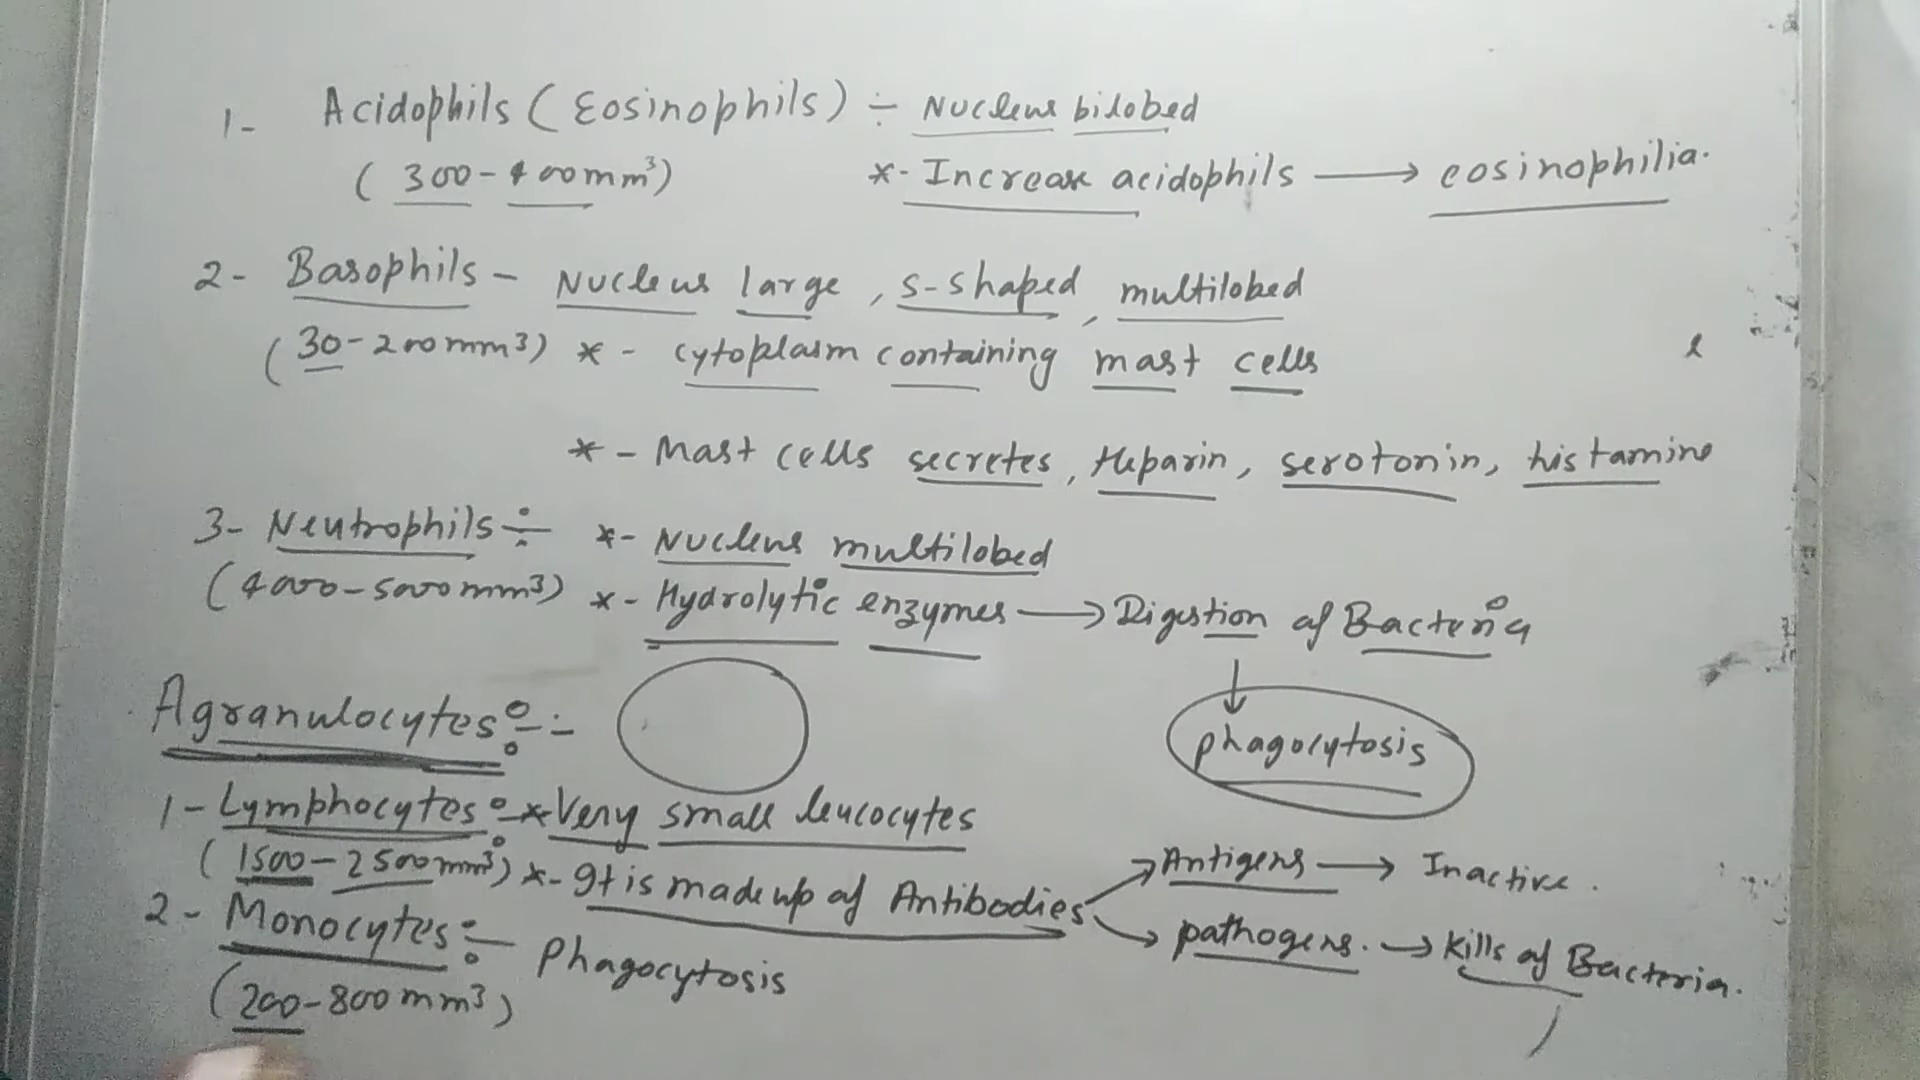 1- Acidophils (Eosinophils) ÷ Nucleus bilobed
(300-400mm³) *- Increase acidophils → eosinophilia.
2- Basophils - Nucleus large, S-shaped, multilobed
(30-200mm³) *- cytoplasm containing mast cells
*- Mast cells secretes, Heparin, serotonin, histamine
3- Neutrophils ÷ *- Nucleus multilobed
(4000-5000mm³) *- Hydrolytic enzymes → Digestion of Bacteria
↓
phagocytosis
Agranulocytes ÷-
1- Lymphocytes ÷ * Very small leucocytes
(1500-2500mm³) *- It is made up of Antibodies
Antigens → Inactive.
pathogens. → kills of Bacteria.
2- Monocytes ÷ Phagocytosis
(200-800mm³)